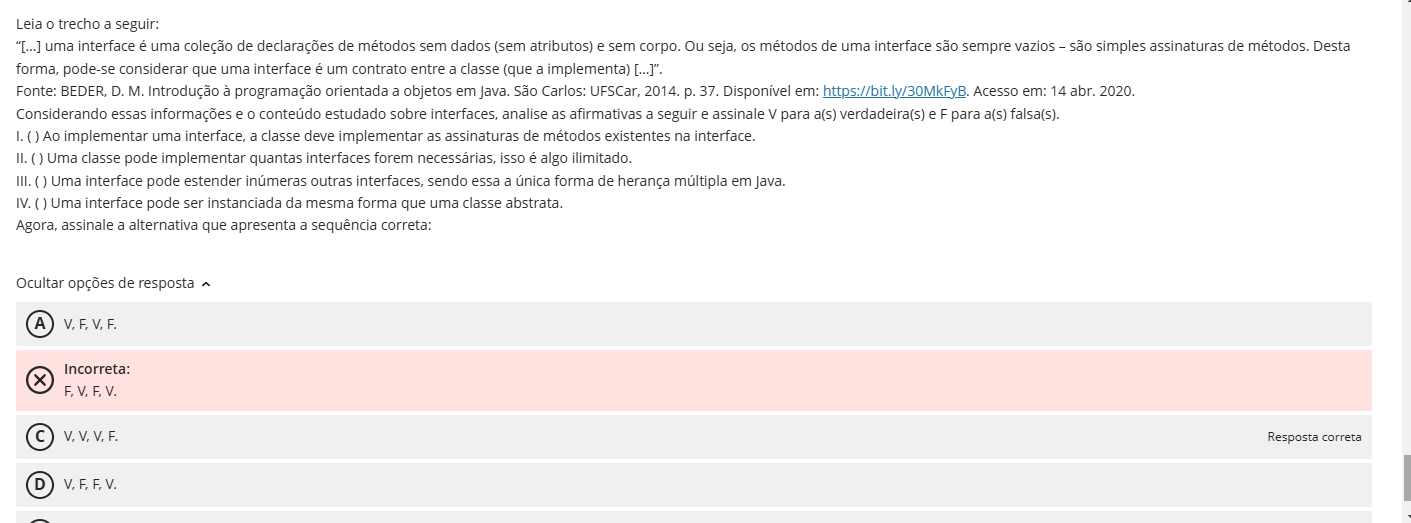 Leia o trecho a seguir:
“[...] uma interface é uma coleção de declarações de métodos sem dados (sem atributos) e sem corpo. Ou seja, os métodos de uma interface são sempre vazios – são simples assinaturas de métodos. Desta
forma, pode-se considerar que uma interface é um contrato entre a classe (que a implementa) [...]”.
Fonte: BEDER, D. M. Introdução à programação orientada a objetos em Java. São Carlos: UFSCar, 2014. p. 37. Disponível em: https://bit.ly/30MkFyB. Acesso em: 14 abr. 2020.
Considerando essas informações e o conteúdo estudado sobre interfaces, analise as afirmativas a seguir e assinale V para a(s) verdadeira(s) e F para a(s) falsa(s).
I. ( ) Ao implementar uma interface, a classe deve implementar as assinaturas de métodos existentes na interface.
II. ( ) Uma classe pode implementar quantas interfaces forem necessárias, isso é algo ilimitado.
III. ( ) Uma interface pode estender inúmeras outras interfaces, sendo essa a única forma de herança múltipla em Java.
IV. ( ) Uma interface pode ser instanciada da mesma forma que uma classe abstrata.
Agora, assinale a alternativa que apresenta a sequência correta:
Ocultar opções de resposta
A V, F, V, F.
Incorreta:
F, V, F, V.
C V, V, V, F. Resposta correta
D V, F, F, V.